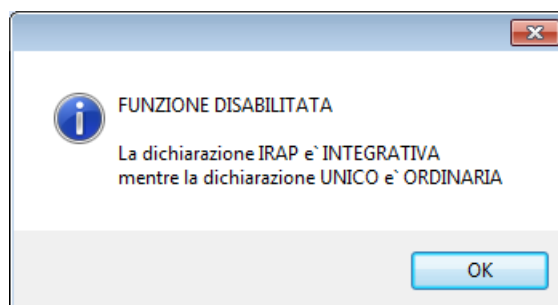 FUNZIONE DISABILITATA
La dichiarazione IRAP e` INTEGRATIVA
mentre la dichiarazione UNICO e` ORDINARIA
OK